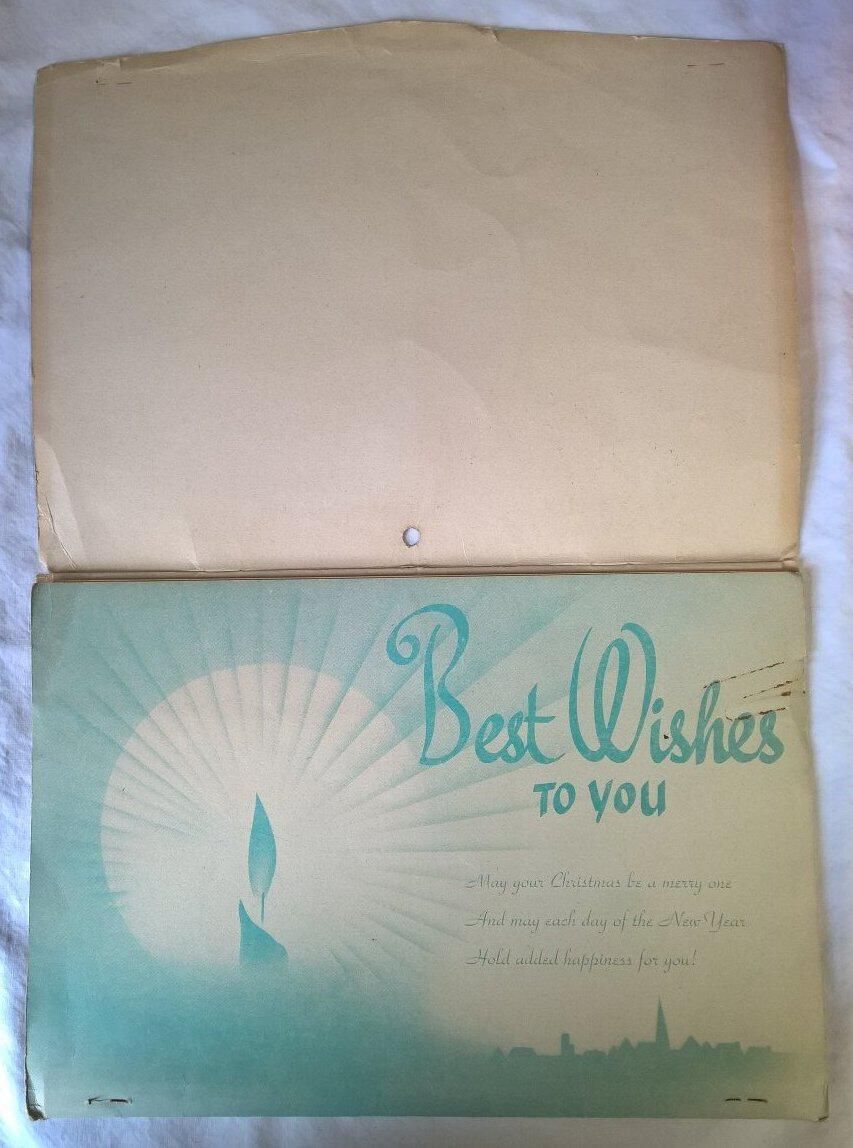 Best Wishes
TO YOU
May your Christmas be a merry one
And may each day of the New Year
Hold added happiness for you!